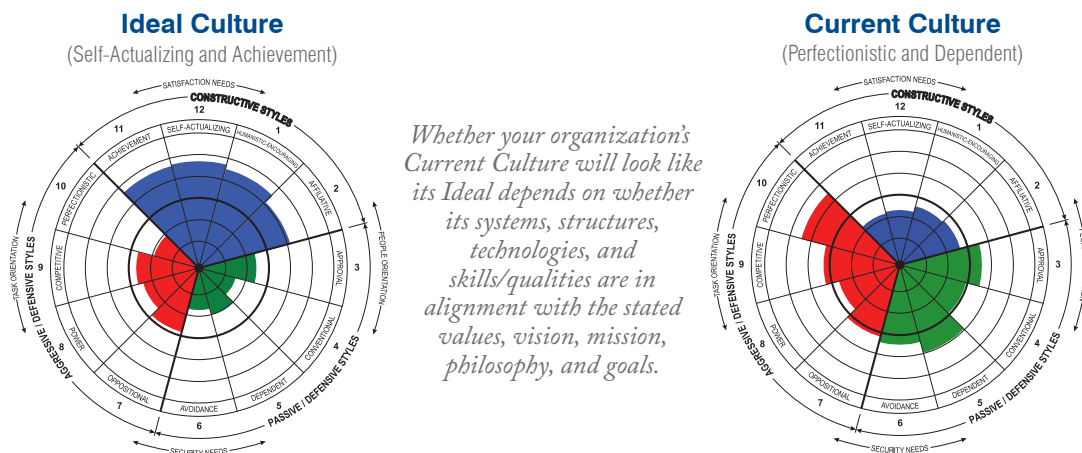 Ideal Culture
(Self-Actualizing and Achievement)
SATISFACTION NEEDS
CONSTRUCTIVE STYLES
12
SELF-ACTUALIZING
1
HUMANISTIC-ENCOURAGING
2
AFFILIATIVE
PEOPLE ORIENTATION
3
APPROVAL
4
CONVENTIONAL
PASSIVE / DEFENSIVE STYLES
5
DEPENDENT
6
AVOIDANCE
SECURITY NEEDS
7
OPPOSITIONAL
8
POWER
AGGRESSIVE / DEFENSIVE STYLES
TASK ORIENTATION
9
COMPETITIVE
10
PERFECTIONISTIC
11
ACHIEVEMENT
Whether your organization’s
Current Culture will look like
its Ideal depends on whether
its systems, structures,
technologies, and
skills/qualities are in
alignment with the stated
values, vision, mission,
philosophy, and goals.
Current Culture
(Perfectionistic and Dependent)
SATISFACTION NEEDS
CONSTRUCTIVE STYLES
12
SELF-ACTUALIZING
1
HUMANISTIC-ENCOURAGING
2
AFFILIATIVE
3
APPROVAL
4
CONVENTIONAL
PASSIVE / DEFENSIVE STYLES
5
DEPENDENT
6
AVOIDANCE
SECURITY NEEDS
7
OPPOSITIONAL
8
POWER
AGGRESSIVE / DEFENSIVE STYLES
TASK ORIENTATION
9
COMPETITIVE
10
PERFECTIONISTIC
11
ACHIEVEMENT